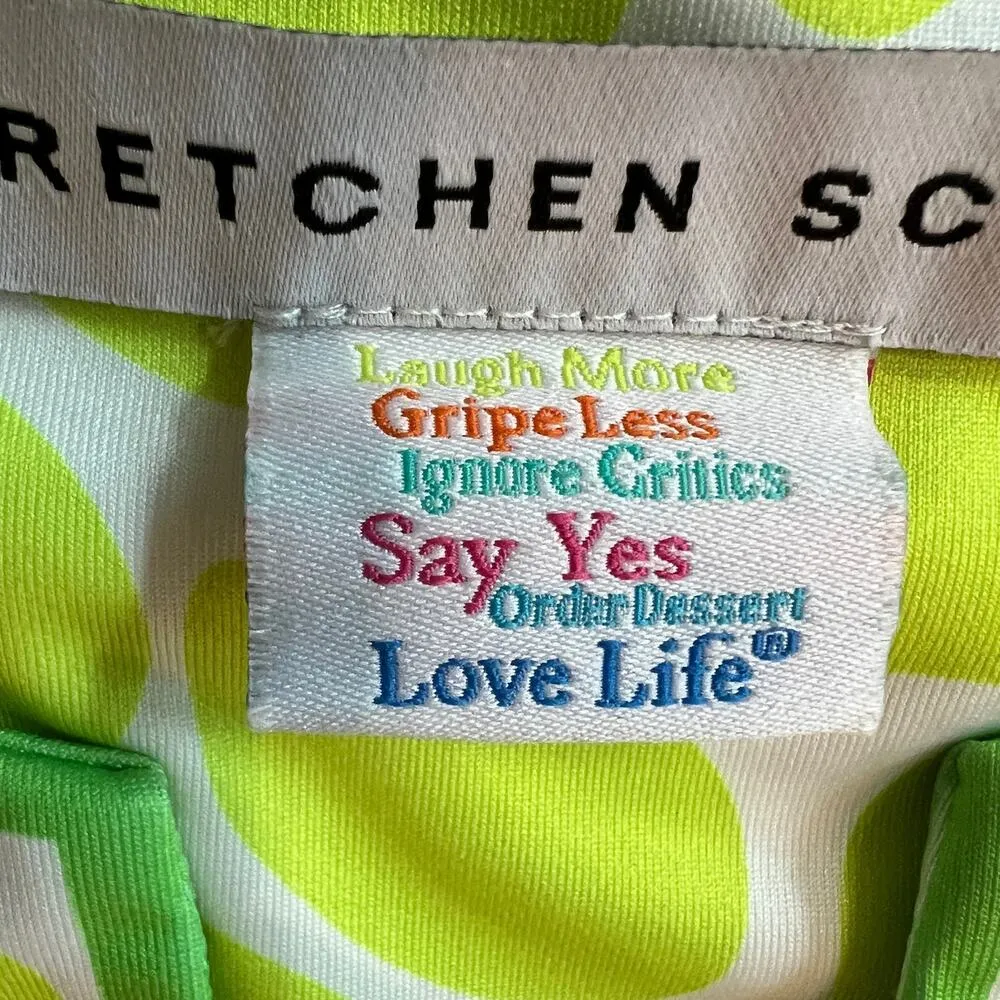 RETCHEN SC
Laugh More
Gripe Less
Ignore Critics
Say Yes
Order Dessert
Love Life®